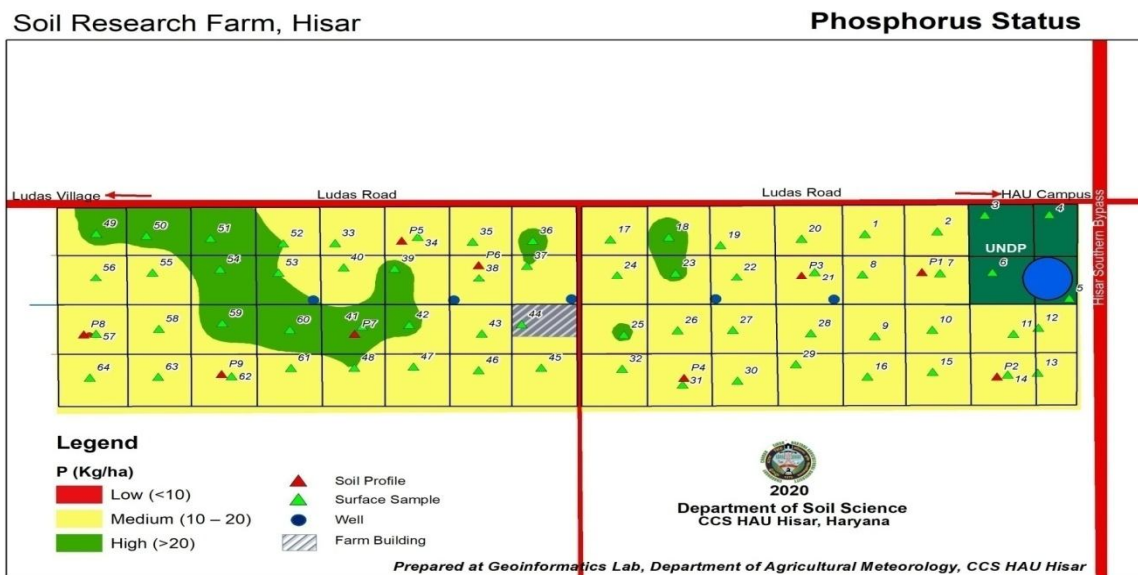 Soil Research Farm, Hisar
Phosphorus Status
Ludas Village
Ludas Road
Ludas Road
HAU Campus
Hisar Southern Bypass
49 50 51 52 33 P5 34 35 36 17 18 19 20 1 2 3 4
UNDP
56 55 54 53 40 39 P6 38 37 24 23 22 P3 21 8 P1 7 6 5
P8 57 58 59 60 41 P7 42 43 44 25 26 27 28 9 10 11 12
64 63 P9 62 61 48 47 46 45 32 P4 31 30 29 16 15 P2 14 13
Legend
P (Kg/ha)
Low (<10)
Medium (10 – 20)
High (>20)
Soil Profile
Surface Sample
Well
Farm Building
2020
Department of Soil Science
CCS HAU Hisar, Haryana
Prepared at Geoinformatics Lab, Department of Agricultural Meteorology, CCS HAU Hisar